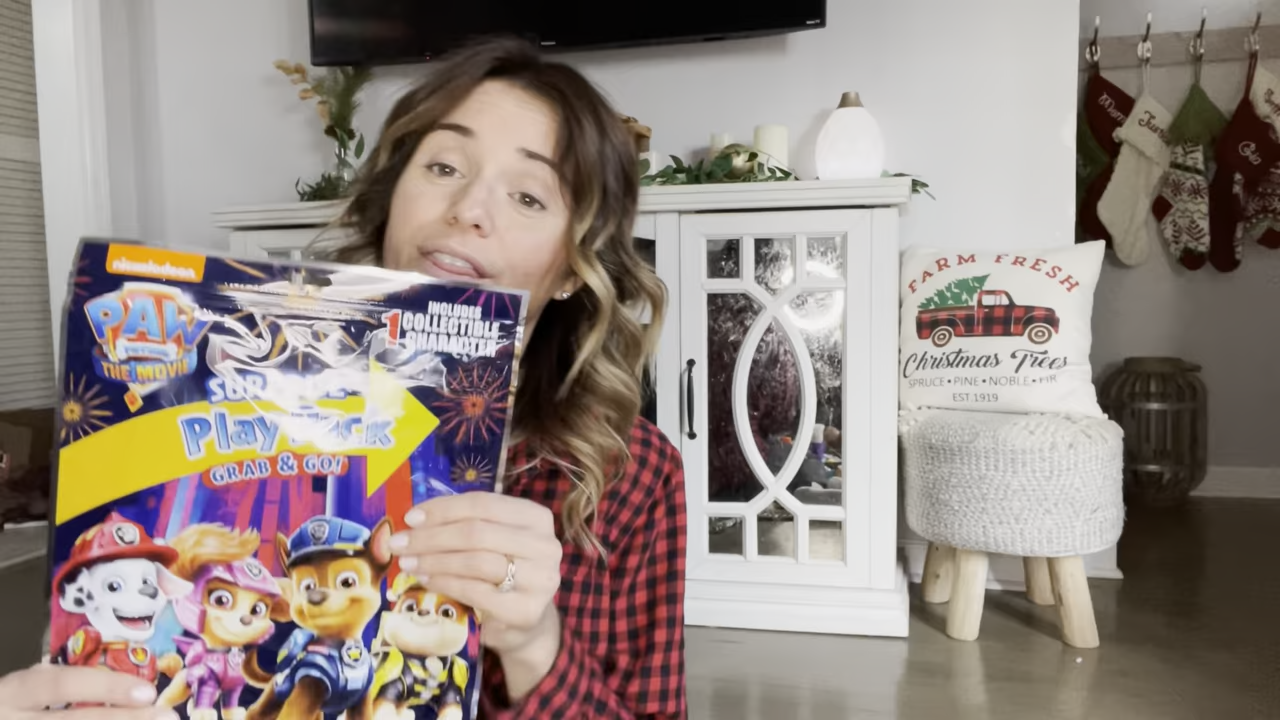 nickelodeon
PAW
THE MOVIE
INCLUDES
1 COLLECTIBLE
CHARACTER
Play Pack
GRAB & GO!
FARM FRESH
Christmas Trees
SPRUCE • PINE • NOBLE • FIR
EST. 1919